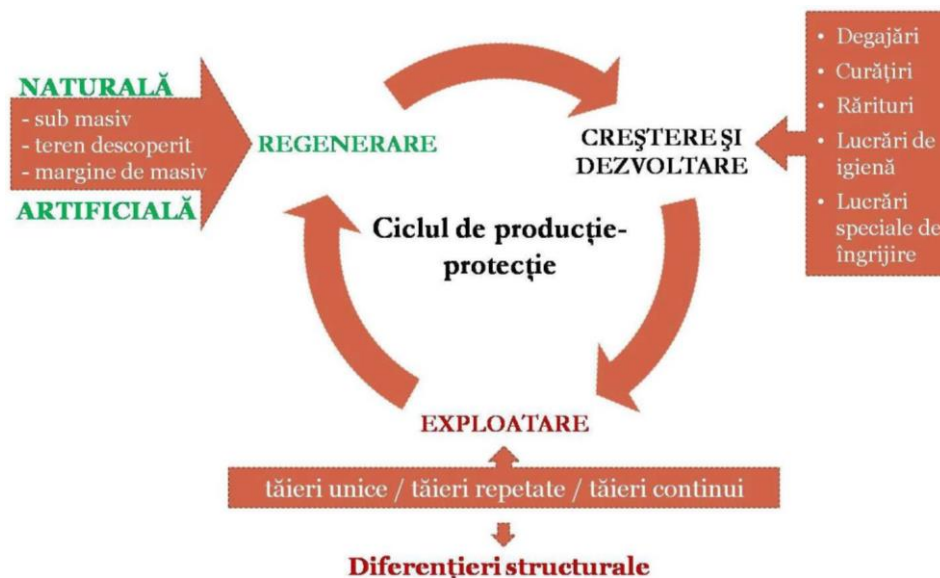 NATURALĂ
- sub masiv
- teren descoperit
- margine de masiv
ARTIFICIALĂ
REGENERARE
CREŞTERE ŞI
DEZVOLTARE
• Degajări
• Curăţiri
• Rărituri
• Lucrări de
igienă
• Lucrări
speciale de
îngrijire
Ciclul de producţie-
protecţie
EXPLOATARE
tăieri unice / tăieri repetate / tăieri continui
Diferenţieri structurale